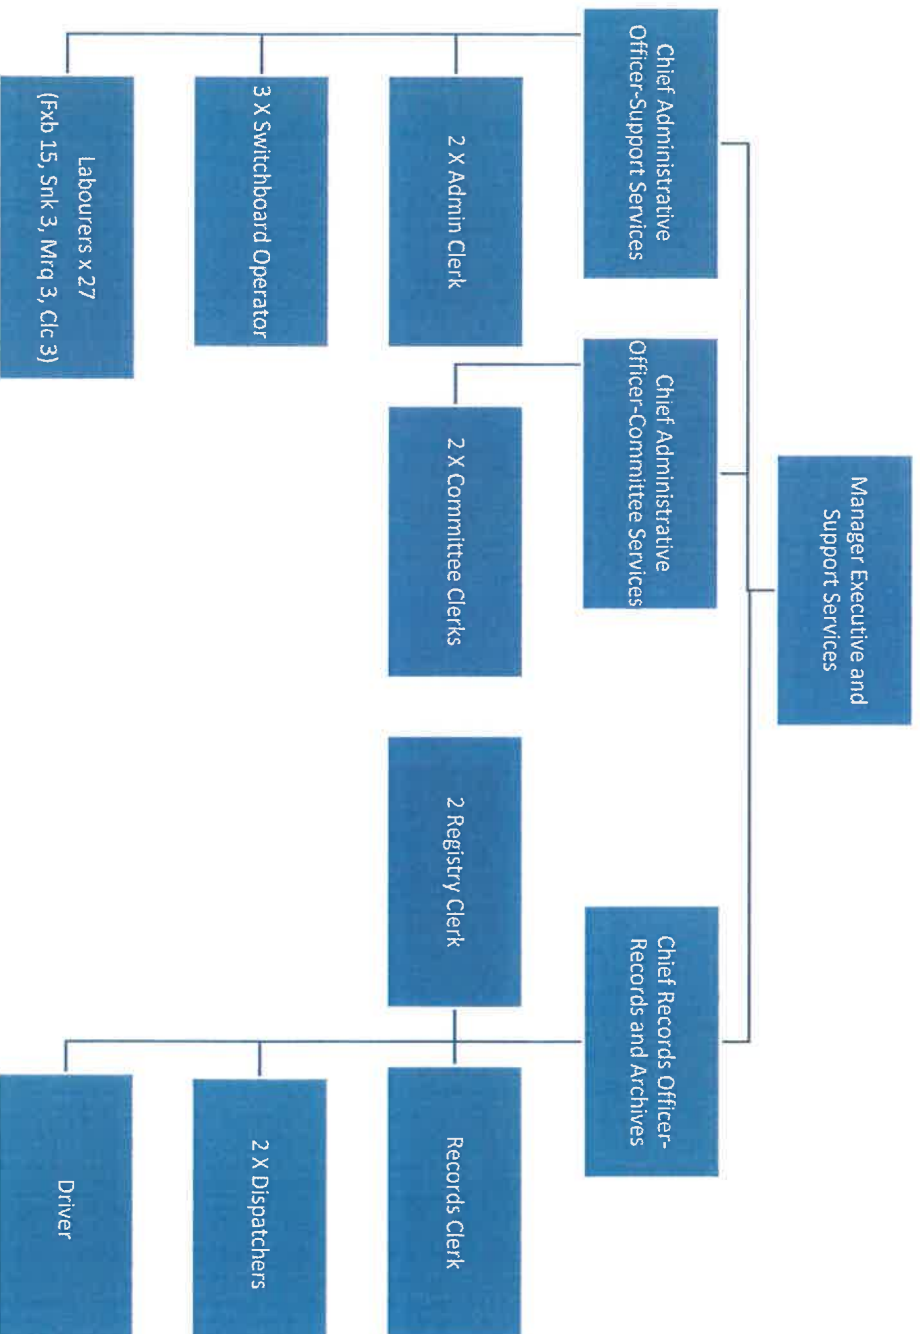 Manager Executive and
Support Services
Chief Administrative
Officer-Support Services
Chief Administrative
Officer-Committee Services
Chief Records Officer-
Records and Archives
2 X Admin Clerk
3 X Switchboard Operator
Labourers x 27
(Fxb 15, Snk 3, Mrq 3, Clc 3)
2 X Committee Clerks
2 Registry Clerk
Records Clerk
2 X Dispatchers
Driver